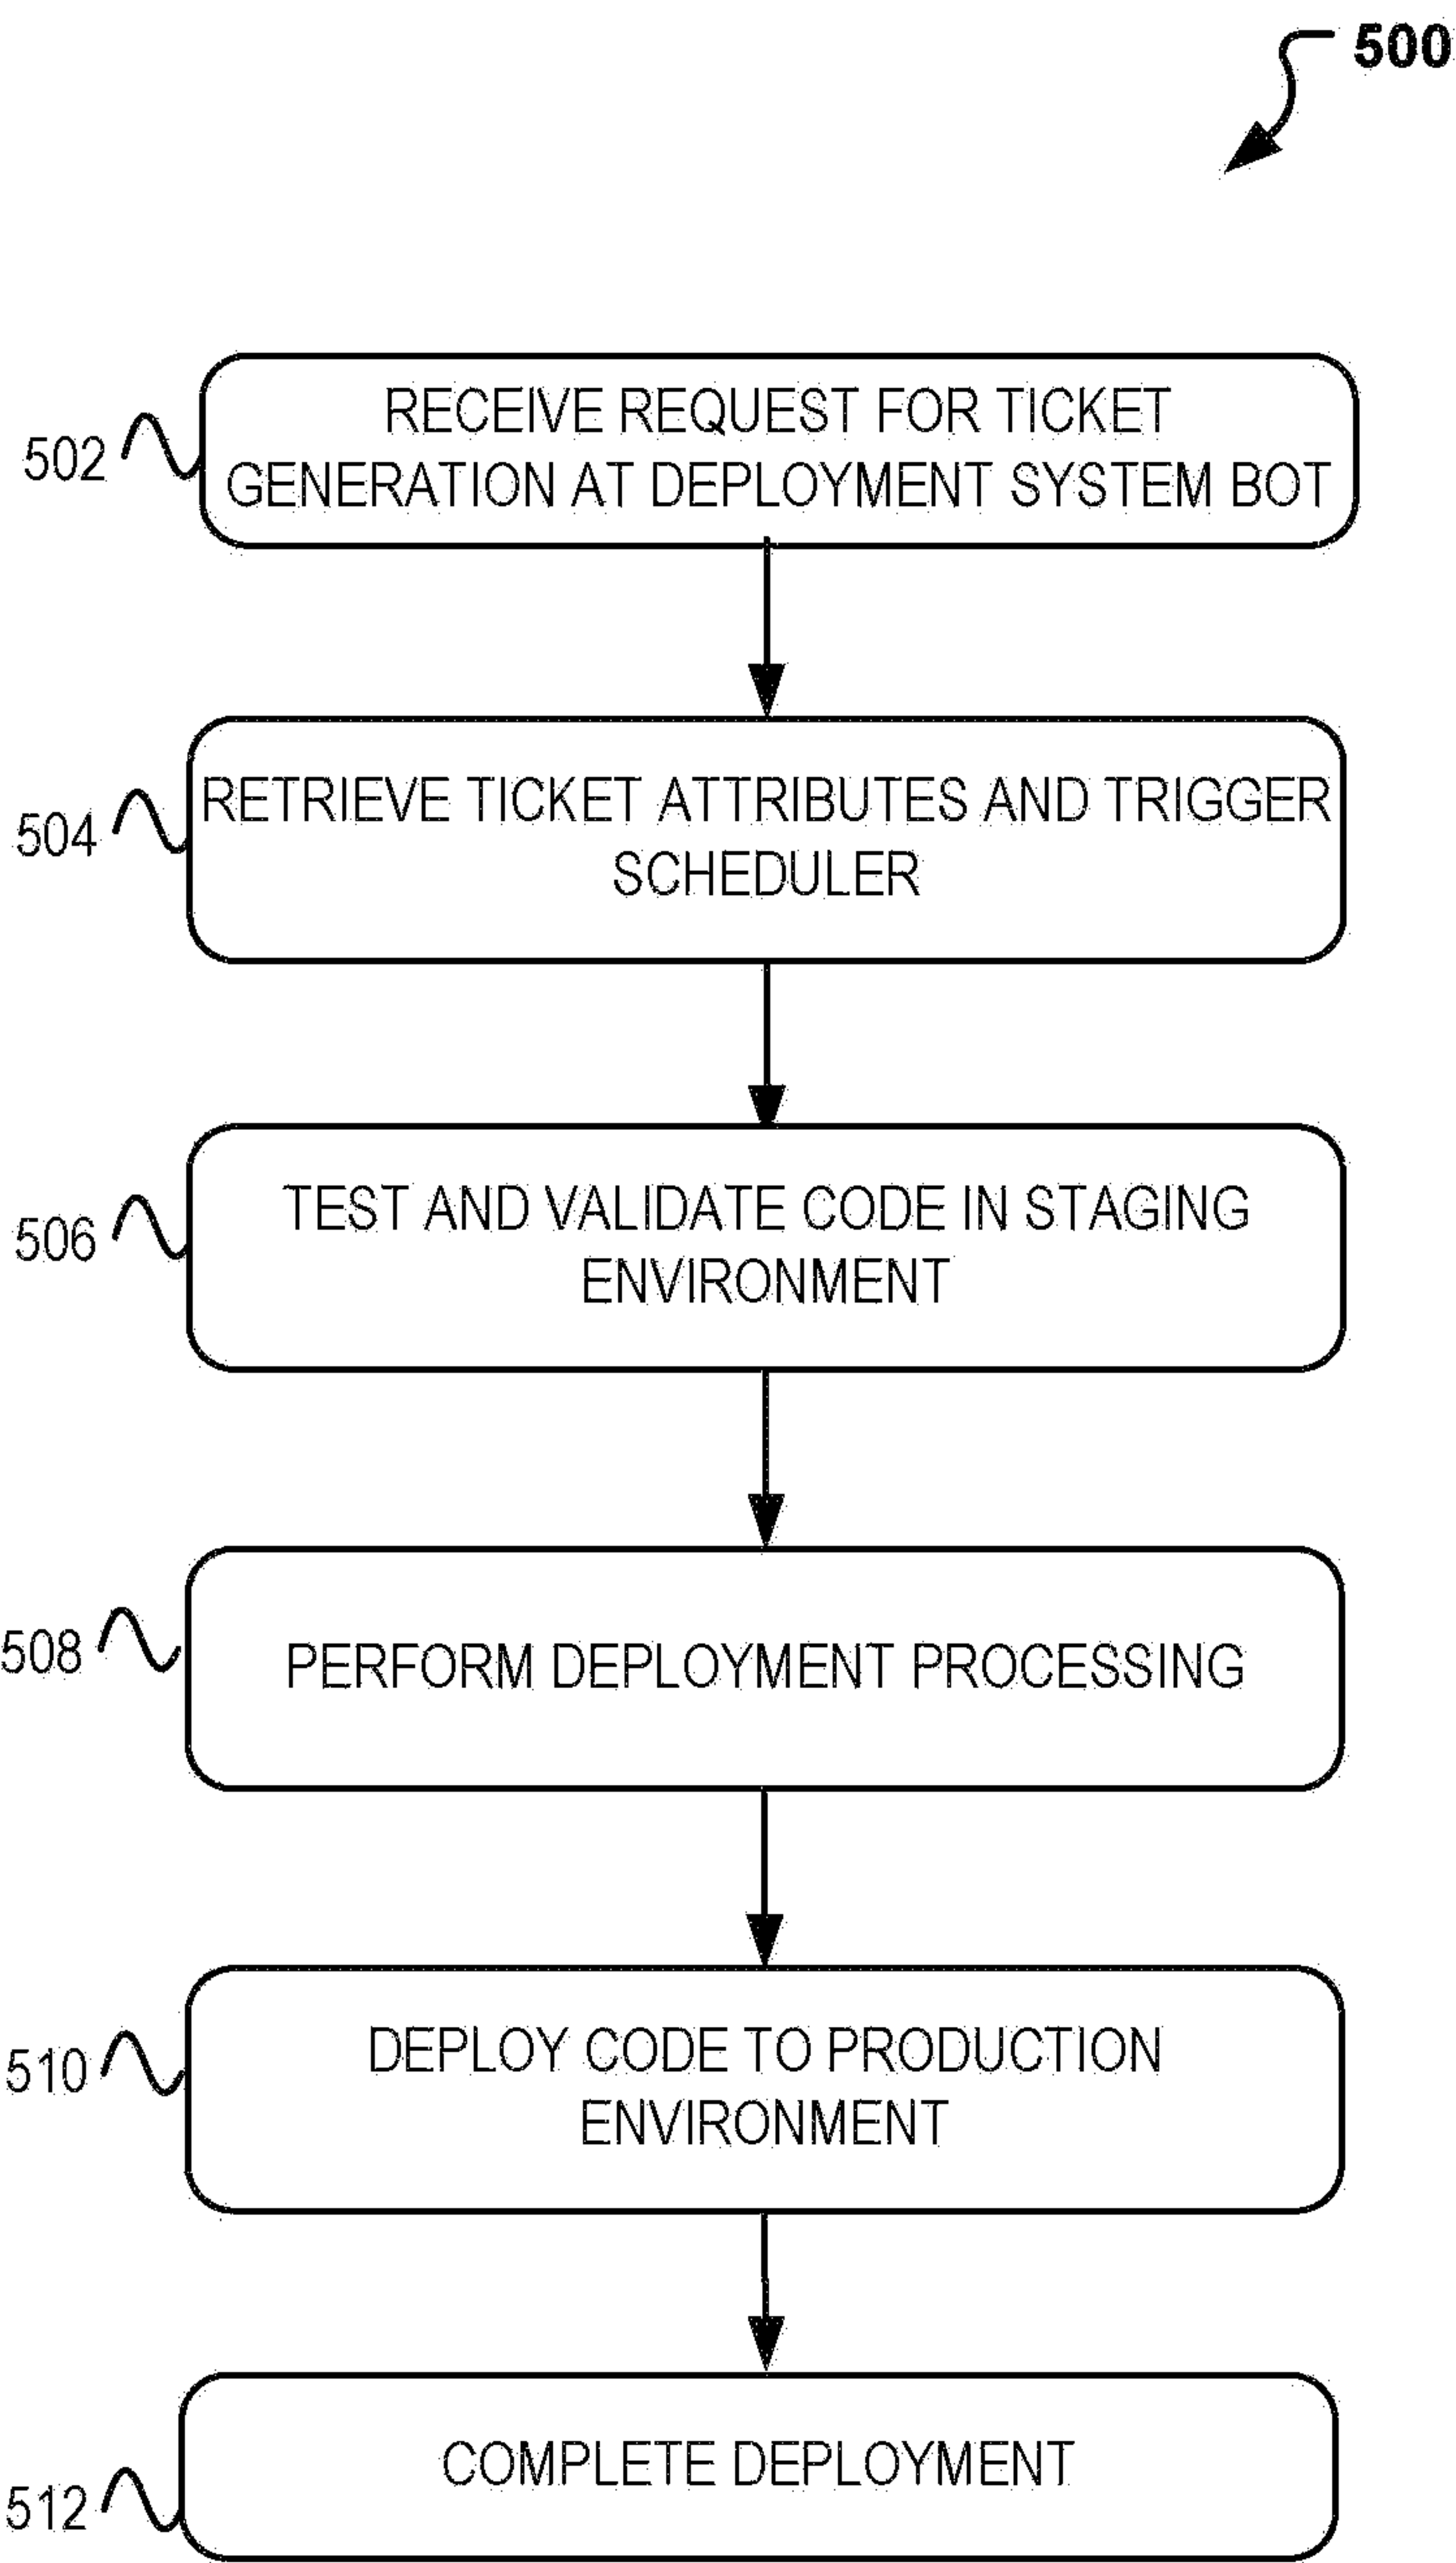 500
502
RECEIVE REQUEST FOR TICKET
GENERATION AT DEPLOYMENT SYSTEM BOT
504
RETRIEVE TICKET ATTRIBUTES AND TRIGGER
SCHEDULER
506
TEST AND VALIDATE CODE IN STAGING
ENVIRONMENT
508
PERFORM DEPLOYMENT PROCESSING
510
DEPLOY CODE TO PRODUCTION
ENVIRONMENT
512
COMPLETE DEPLOYMENT